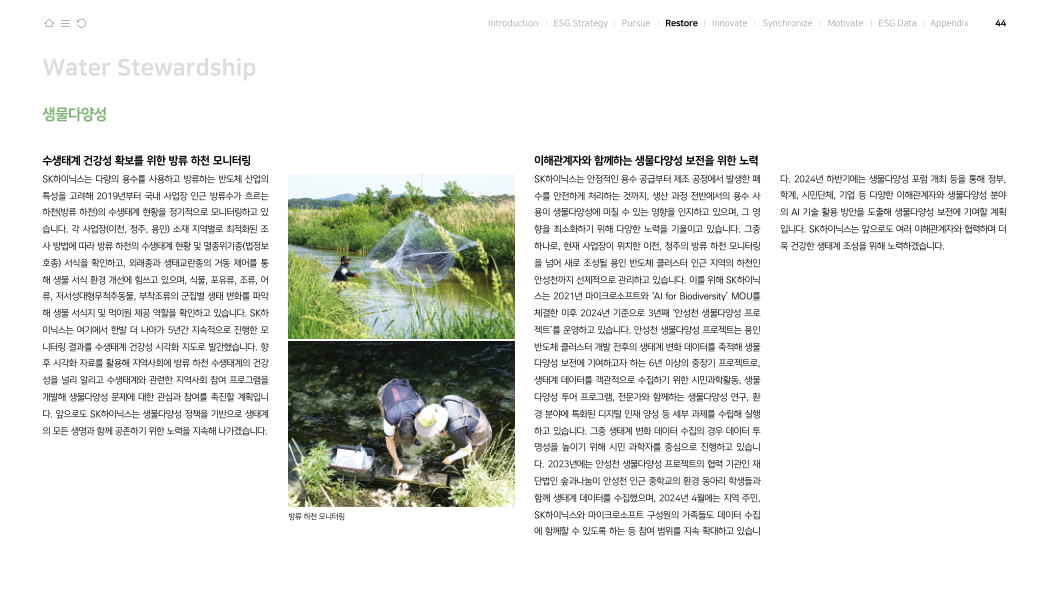 Introduction | ESG Strategy | Pursue | Restore | Innovate | Synchronize | Motivate | ESG Data | Appendix 44
Water Stewardship
생물다양성
수생태계 건강성 확보를 위한 방류 하천 모니터링
SK하이닉스는 다량의 용수를 사용하고 방류하는 반도체 산업의
특성을 고려해 2019년부터 국내 사업장 인근 방류수가 흐르는
하천(방류 하천)의 수생태계 현황을 정기적으로 모니터링하고 있
습니다. 각 사업장(이천, 청주, 용인) 소재 지역별로 최적화된 조
사 방법에 따라 방류 하천의 수생태계 현황 및 멸종위기종(법정보
호종) 서식을 확인하고, 외래종과 생태교란종의 거동 제어를 통
해 생물 서식 환경 개선에 힘쓰고 있으며, 식물, 포유류, 조류, 어
류, 저서성대형무척추동물, 부착조류의 군집별 생태 변화를 파악
해 생물 서식지 및 먹이원 제공 역할을 확인하고 있습니다. SK하
이닉스는 여기에서 한발 더 나아가 5년간 지속적으로 진행한 모
니터링 결과를 수생태계 건강성 시각화 지도로 발간했습니다. 향
후 시각화 자료를 활용해 지역사회에 방류 하천 수생태계의 건강
성을 널리 알리고 수생태계와 관련한 지역사회 참여 프로그램을
개발해 생물다양성 문제에 대한 관심과 참여를 촉진할 계획입니
다. 앞으로도 SK하이닉스는 생물다양성 정책을 기반으로 생태계
의 모든 생명과 함께 공존하기 위한 노력을 지속해 나가겠습니다.
방류 하천 모니터링
이해관계자와 함께하는 생물다양성 보전을 위한 노력
SK하이닉스는 안정적인 용수 공급부터 제조 공정에서 발생한 폐
수를 안전하게 처리하는 것까지, 생산 과정 전반에서의 용수 사
용이 생물다양성에 미칠 수 있는 영향을 인지하고 있으며, 그 영
향을 최소화하기 위해 다양한 노력을 기울이고 있습니다. 그중
하나로, 현재 사업장이 위치한 이천, 청주의 방류 하천 모니터링
을 넘어 새로 조성될 용인 반도체 클러스터 인근 지역의 하천인
안성천까지 선제적으로 관리하고 있습니다. 이를 위해 SK하이닉
스는 2021년 마이크로소프트와 ‘AI for Biodiversity’ MOU를
체결한 이후 2024년 기준으로 3년째 ‘안성천 생물다양성 프로
젝트’를 운영하고 있습니다. 안성천 생물다양성 프로젝트는 용인
반도체 클러스터 개발 전후의 생태계 변화 데이터를 축적해 생물
다양성 보전에 기여하고자 하는 6년 이상의 중장기 프로젝트로,
생태계 데이터를 객관적으로 수집하기 위한 시민과학활동, 생물
다양성 투어 프로그램, 전문가와 함께하는 생물다양성 연구, 환
경 분야에 특화된 디지털 인재 양성 등 세부 과제를 수립해 실행
하고 있습니다. 그중 생태계 변화 데이터 수집의 경우 데이터 투
명성을 높이기 위해 시민 과학자를 중심으로 진행하고 있습니
다. 2023년에는 안성천 생물다양성 프로젝트의 협력 기관인 재
단법인 숲과나눔이 안성천 인근 중학교의 환경 동아리 학생들과
함께 생태계 데이터를 수집했으며, 2024년 4월에는 지역 주민,
SK하이닉스와 마이크로소프트 구성원의 가족들도 데이터 수집
에 함께할 수 있도록 하는 등 참여 범위를 지속 확대하고 있습니
다. 2024년 하반기에는 생물다양성 포럼 개최 등을 통해 정부,
학계, 시민단체, 기업 등 다양한 이해관계자와 생물다양성 분야
의 AI 기술 활용 방안을 도출해 생물다양성 보전에 기여할 계획
입니다. SK하이닉스는 앞으로도 여러 이해관계자와 협력하며 더
욱 건강한 생태계 조성을 위해 노력하겠습니다.